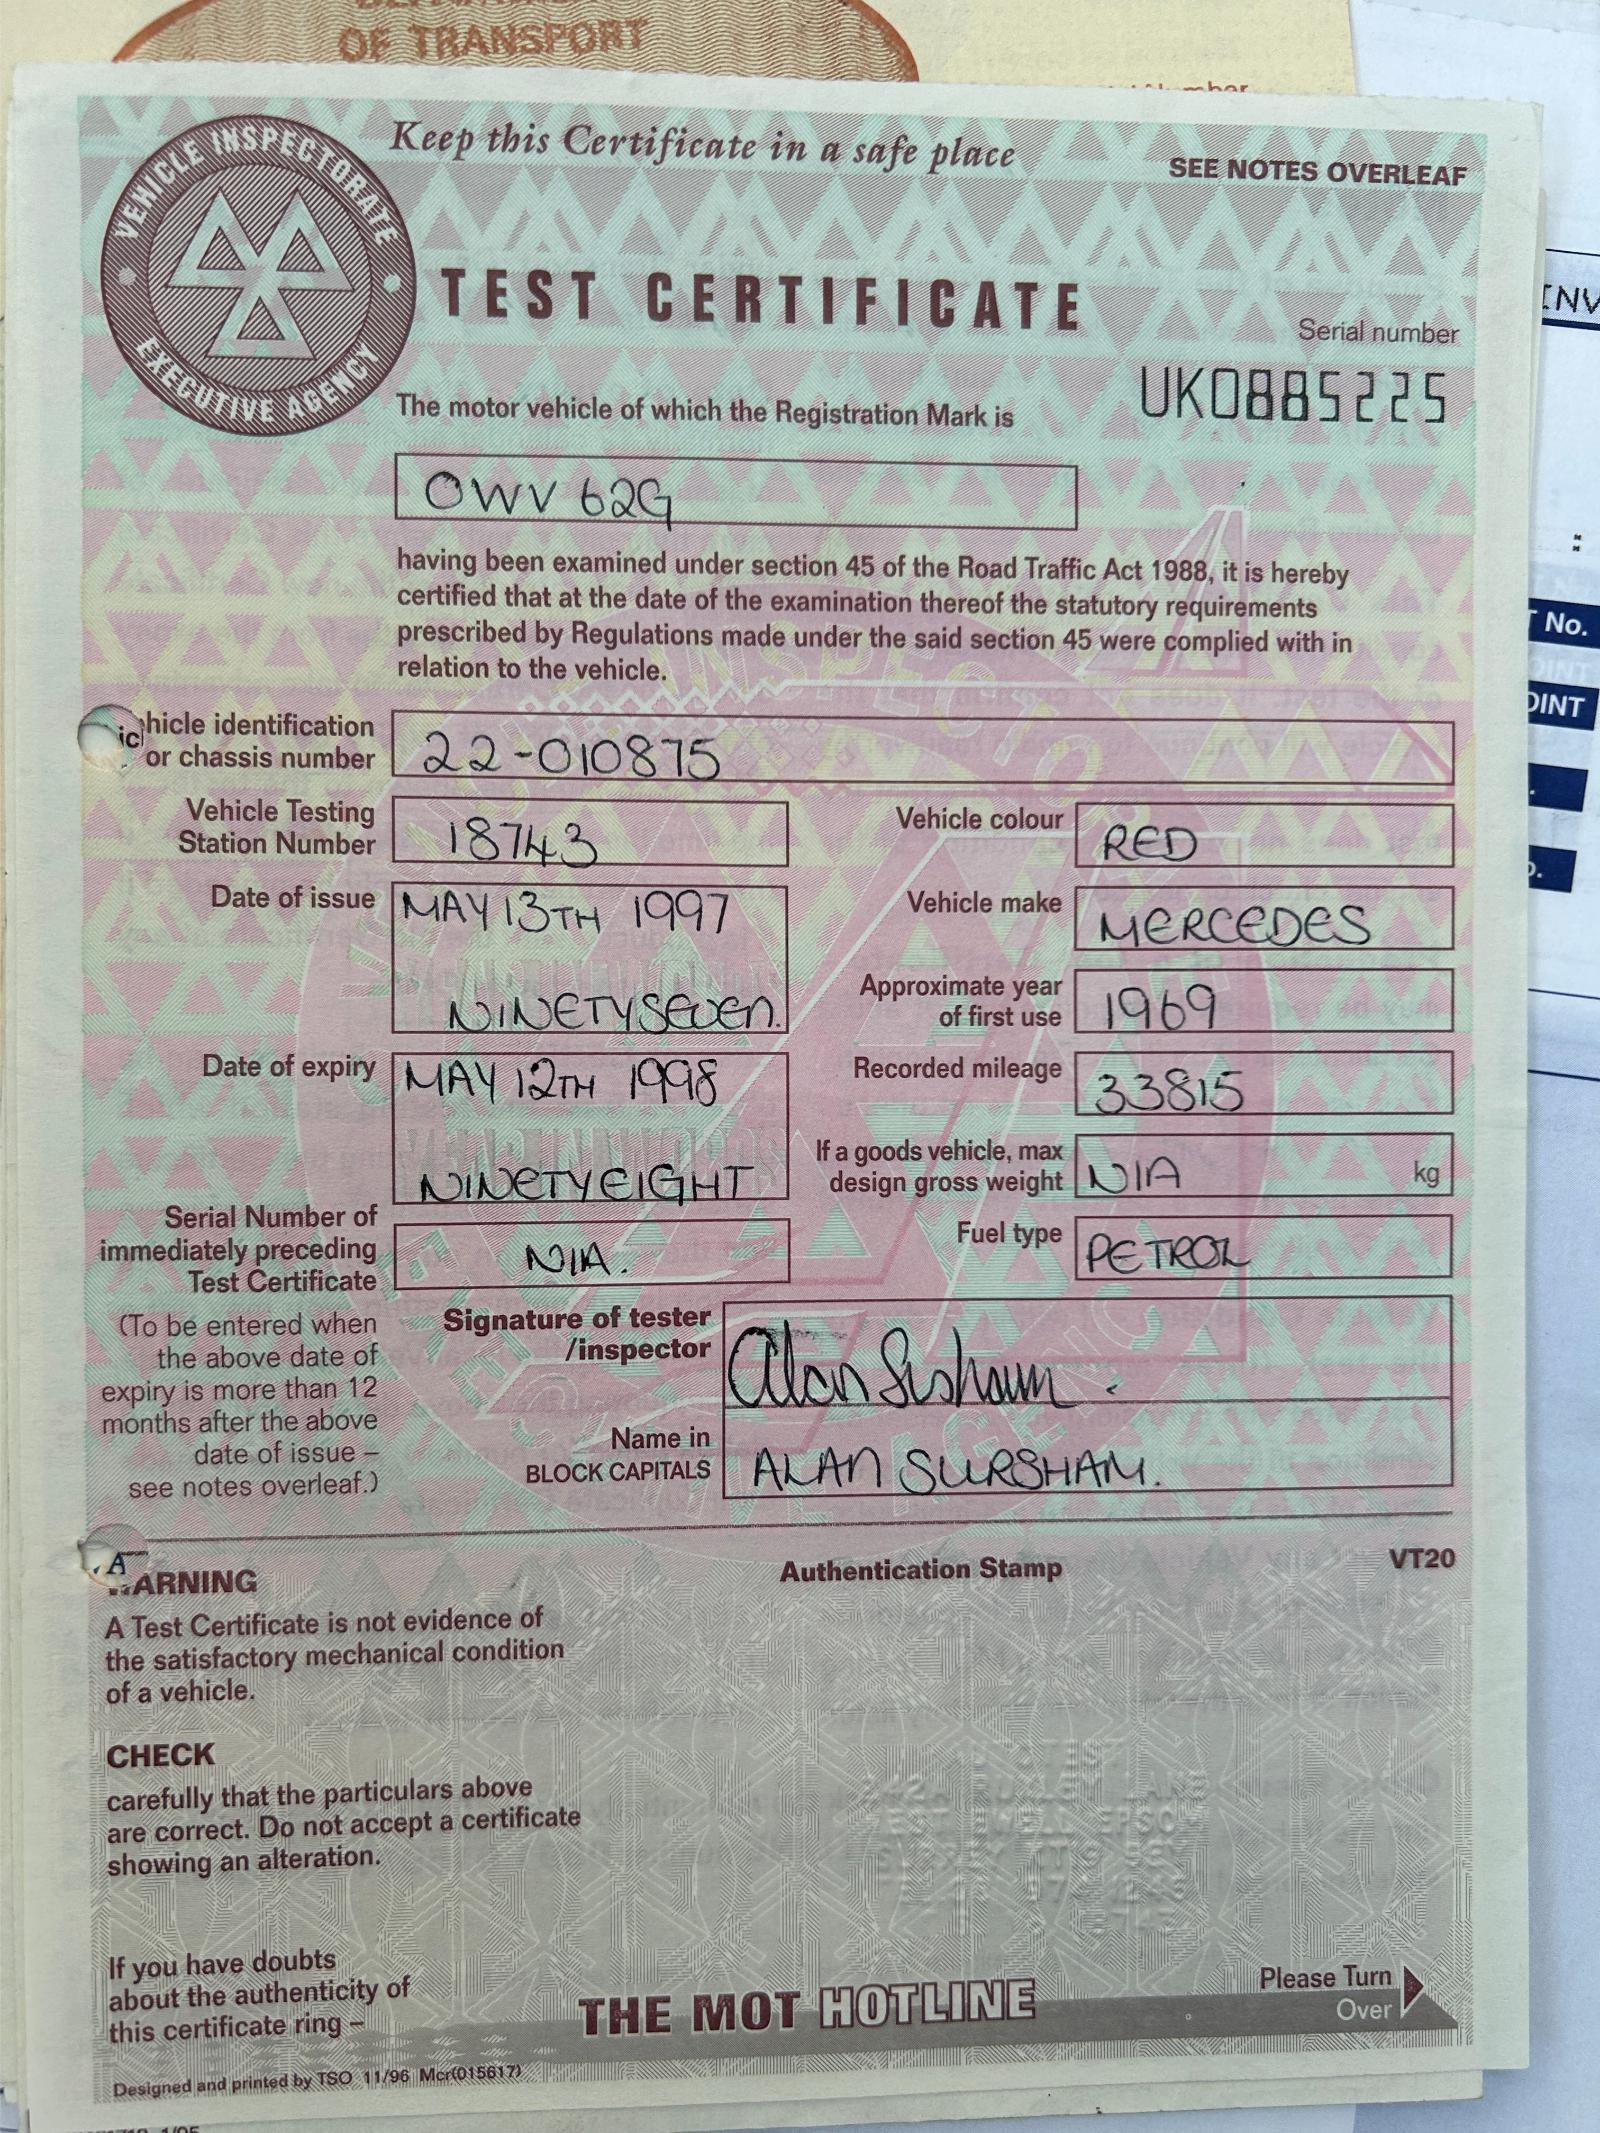 OF TRANSPORT
Keep this Certificate in a safe place
SEE NOTES OVERLEAF
VEHICLE INSPECTORATE
EXECUTIVE AGENCY
TEST CERTIFICATE
Serial number
UK0885225
The motor vehicle of which the Registration Mark is
OWV 62G
having been examined under section 45 of the Road Traffic Act 1988, it is hereby
certified that at the date of the examination thereof the statutory requirements
prescribed by Regulations made under the said section 45 were complied with in
relation to the vehicle.
hicle identification
or chassis number
22-010875
Vehicle Testing
Station Number
18743
Vehicle colour
RED
Date of issue
MAY 13TH 1997
NINETYSEVEN.
Vehicle make
MERCEDES
Approximate year
of first use
1969
Date of expiry
MAY 12TH 1998
NINETYEIGHT
Recorded mileage
33815
If a goods vehicle, max
design gross weight
N/A
kg
Serial Number of
immediately preceding
Test Certificate
N/A.
Fuel type
PETROL
(To be entered when
the above date of
expiry is more than 12
months after the above
date of issue –
see notes overleaf.)
Signature of tester
/inspector
Alan Sursham
Name in
BLOCK CAPITALS
ALAN SURSHAM.
WARNING
Authentication Stamp
VT20
A Test Certificate is not evidence of
the satisfactory mechanical condition
of a vehicle.
CHECK
carefully that the particulars above
are correct. Do not accept a certificate
showing an alteration.
If you have doubts
about the authenticity of
this certificate ring –
THE MOT HOTLINE
Please Turn
Over
Designed and printed by TSO 11/96 Mcr(015617)
INV
No.
OINT